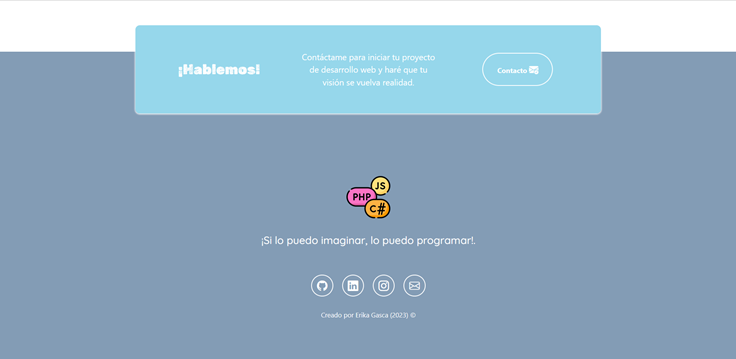 ¡Hablemos!
Contáctame para iniciar tu proyecto
de desarrollo web y haré que tu
visión se vuelva realidad.
Contacto
JS
PHP
C#
¡Si lo puedo imaginar, lo puedo programar!.
in
Creado por Erika Gasca (2023) ©